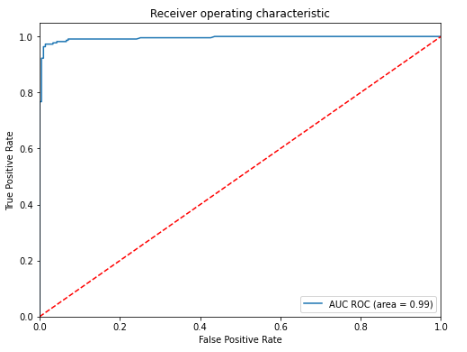 Receiver operating characteristic
True Positive Rate
1.0
0.8
0.6
0.4
0.2
0.0
AUC ROC (area = 0.99)
0.0 0.2 0.4 0.6 0.8 1.0
False Positive Rate